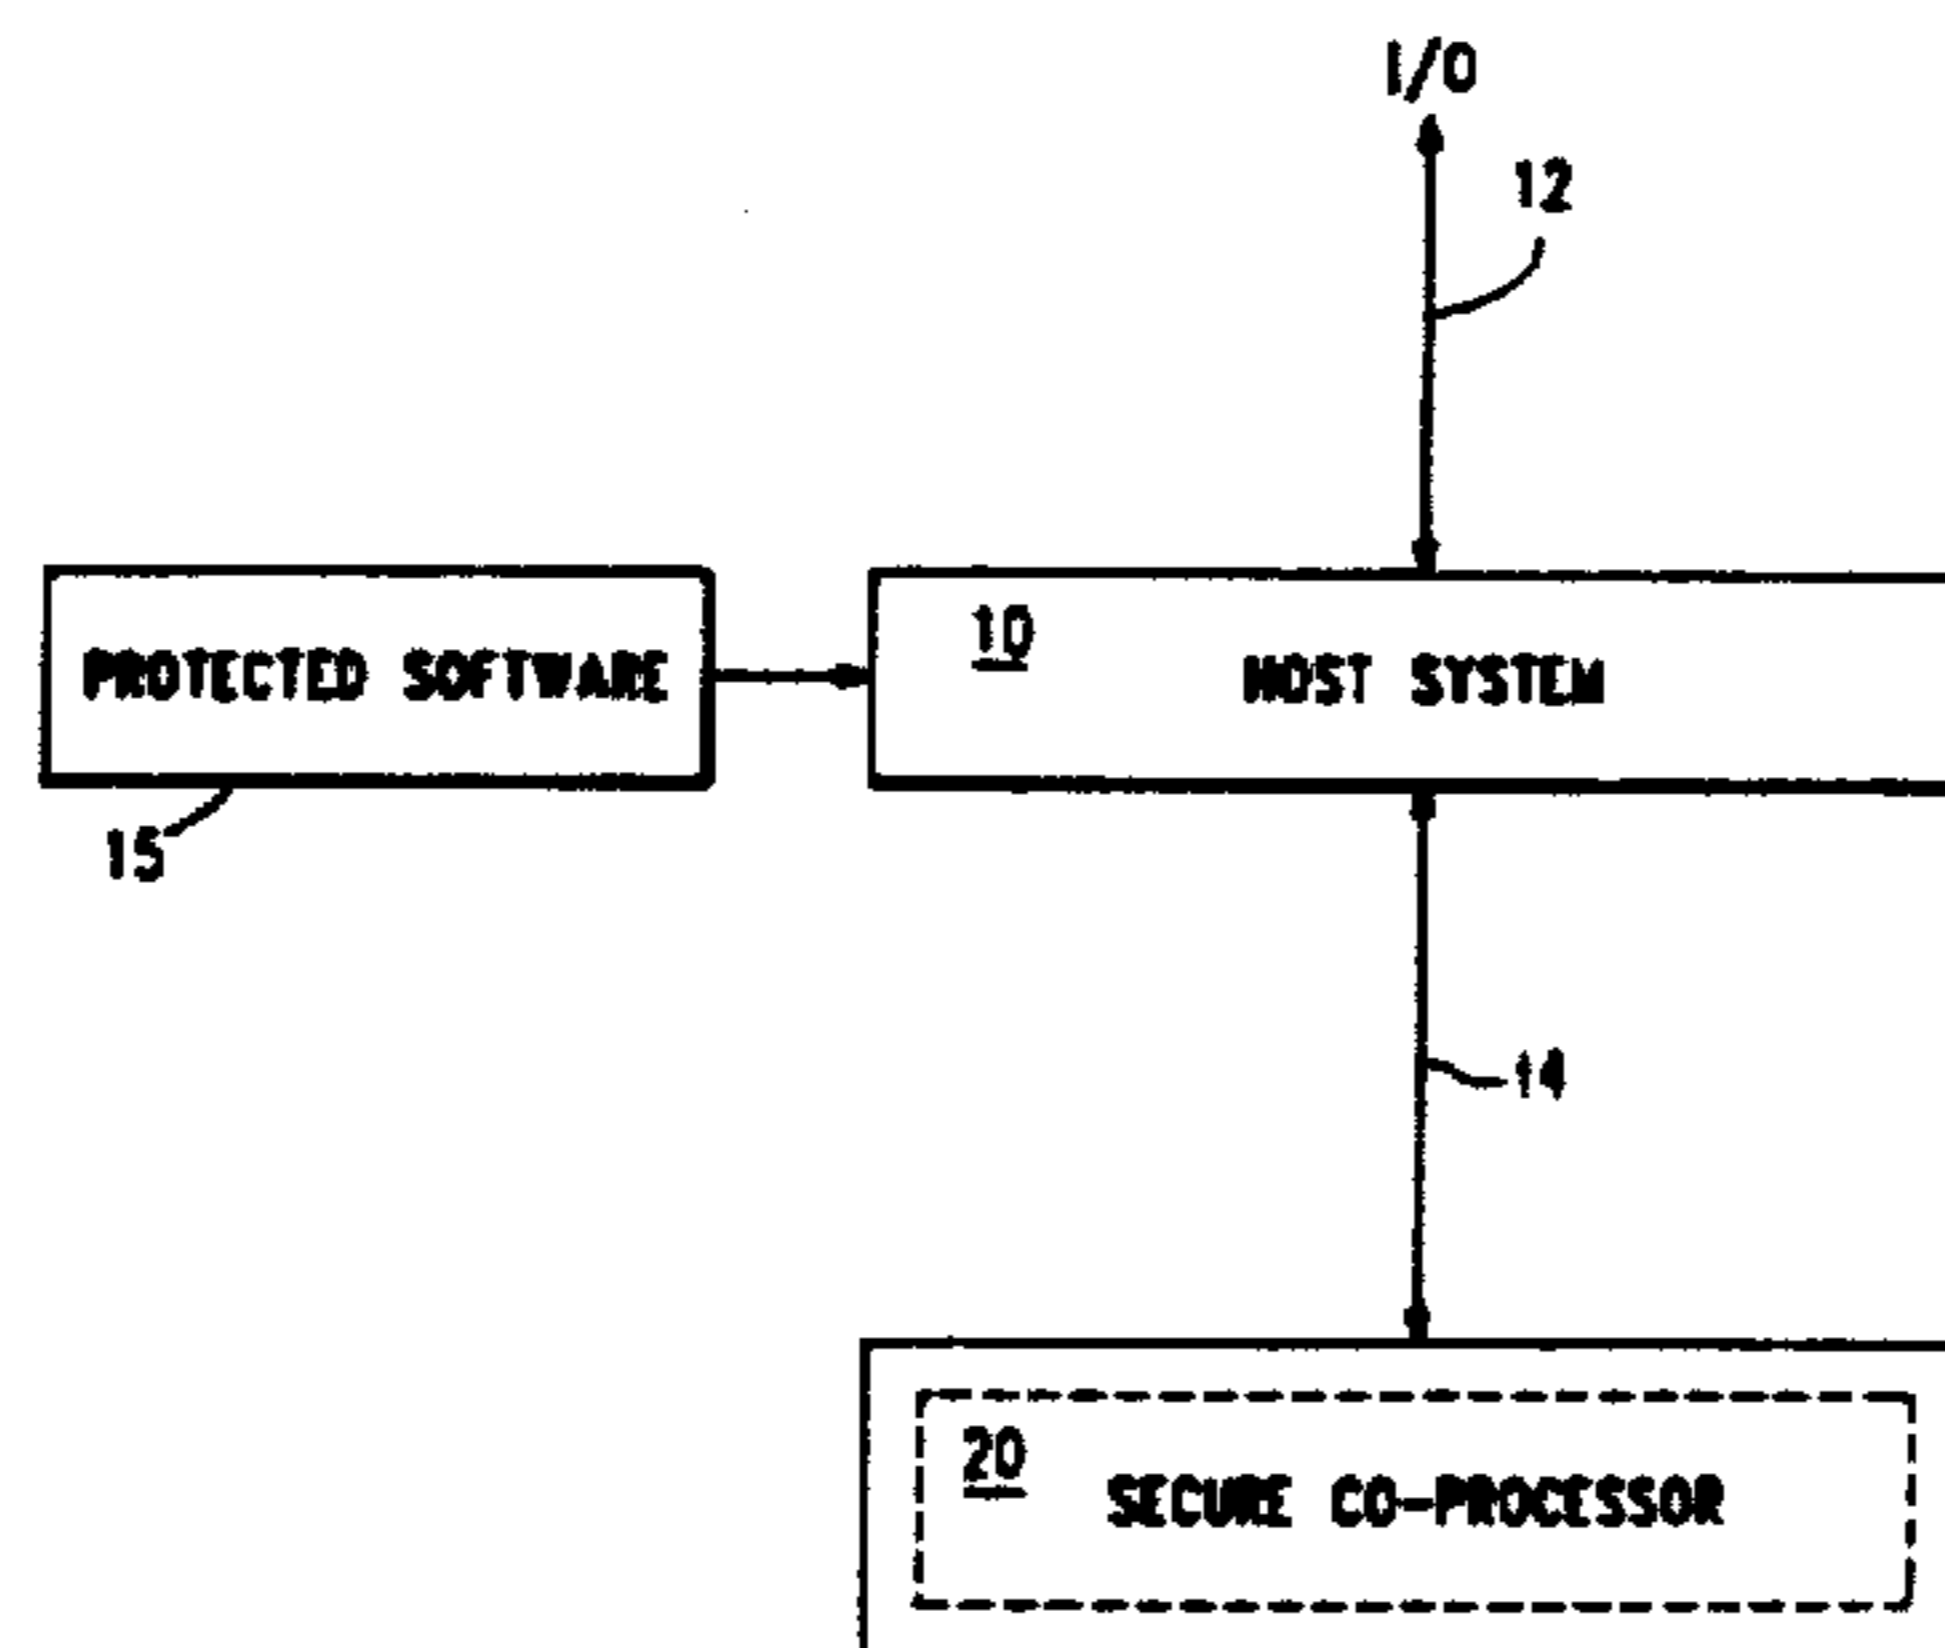 I/O
12
10
PROTECTED SOFTWARE
HOST SYSTEM
15
14
20
SECURE CO-PROCESSOR